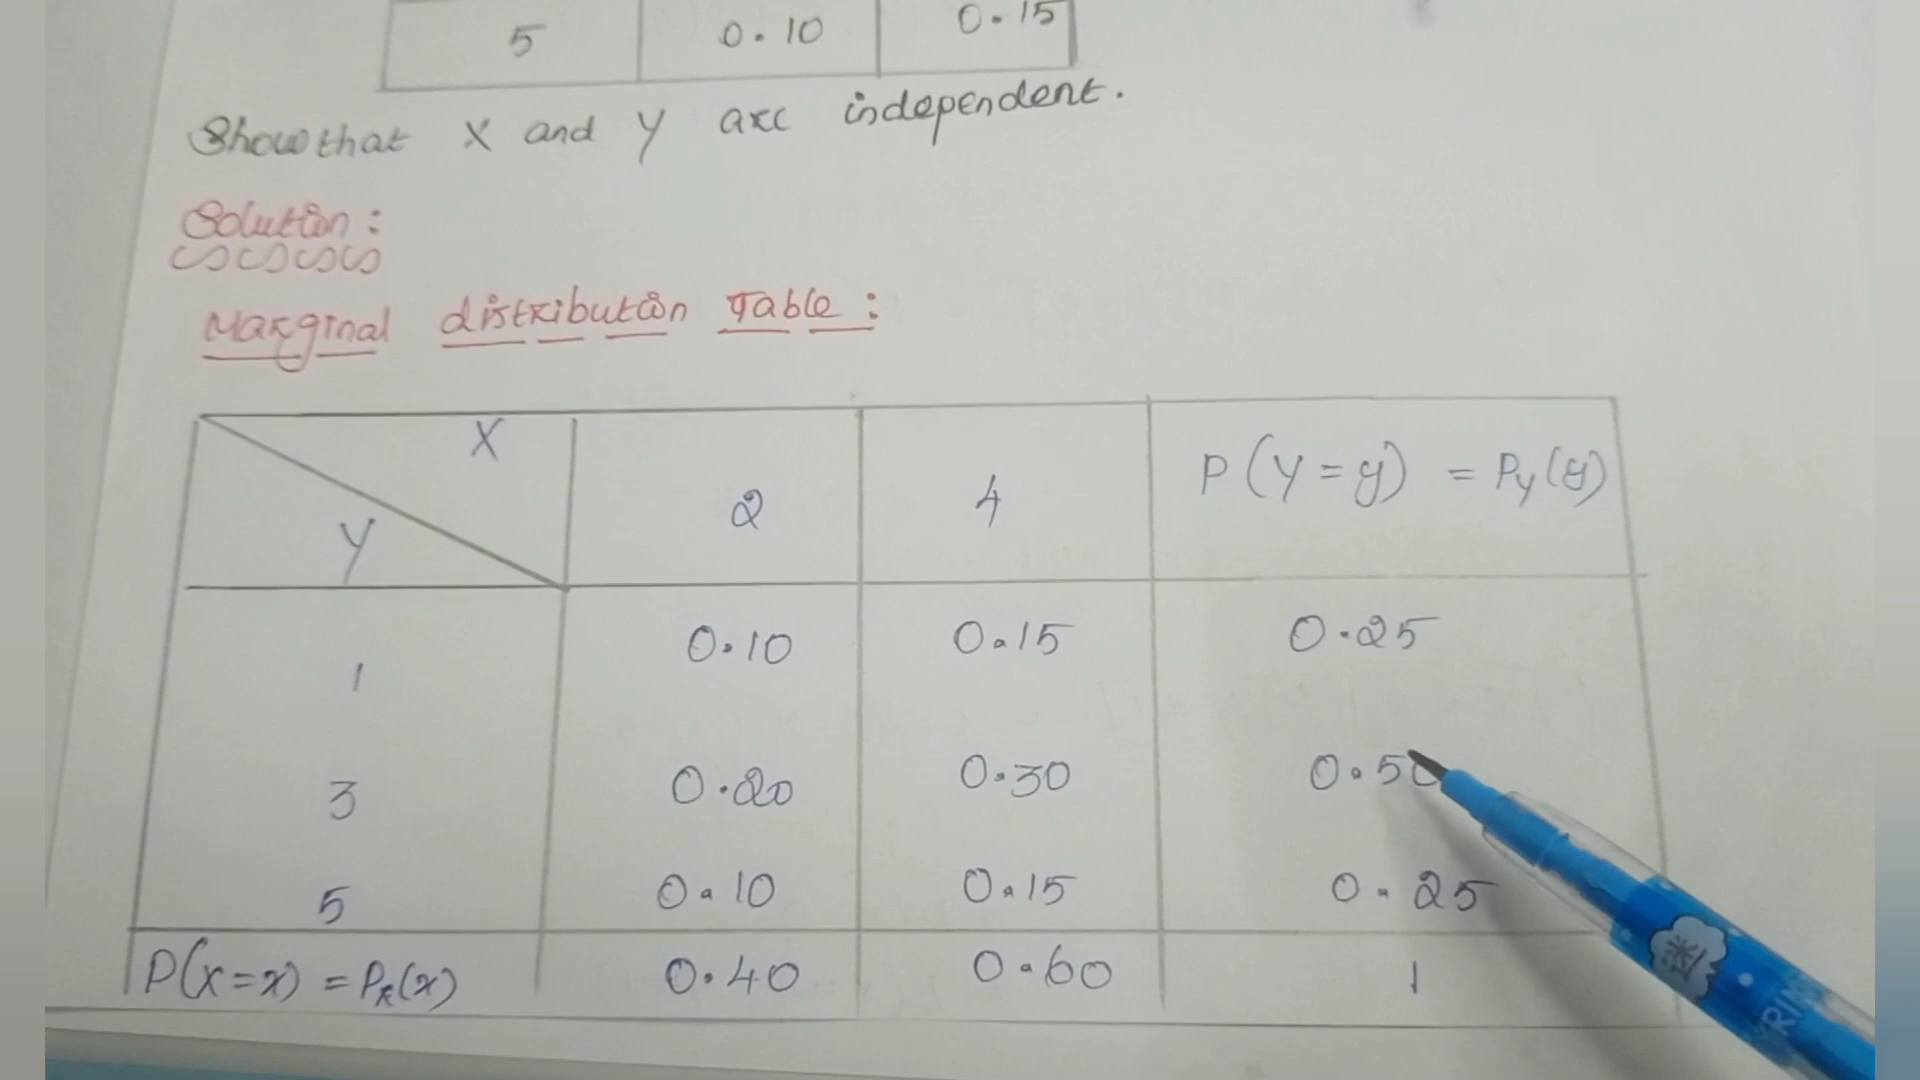 5 0.10 0.15
Show that X and Y are independent.
Solution:
Marginal distribution Table:
X
Y 2 4 P(Y=y) = P_Y(y)
1 0.10 0.15 0.25
3 0.20 0.30 0.50
5 0.10 0.15 0.25
P(X=x) = P_X(x) 0.40 0.60 1